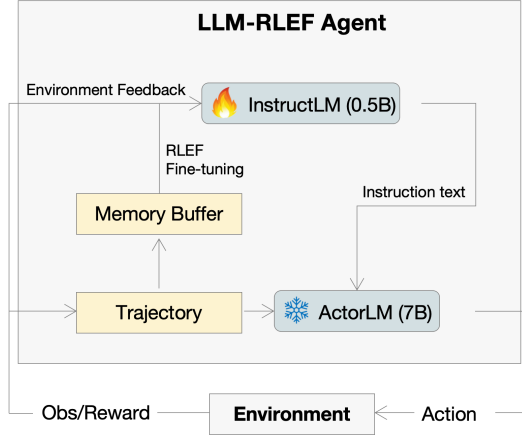 LLM-RLEF Agent
Environment Feedback
InstructLM (0.5B)
RLEF
Fine-tuning
Instruction text
Memory Buffer
Trajectory
ActorLM (7B)
Obs/Reward
Environment
Action